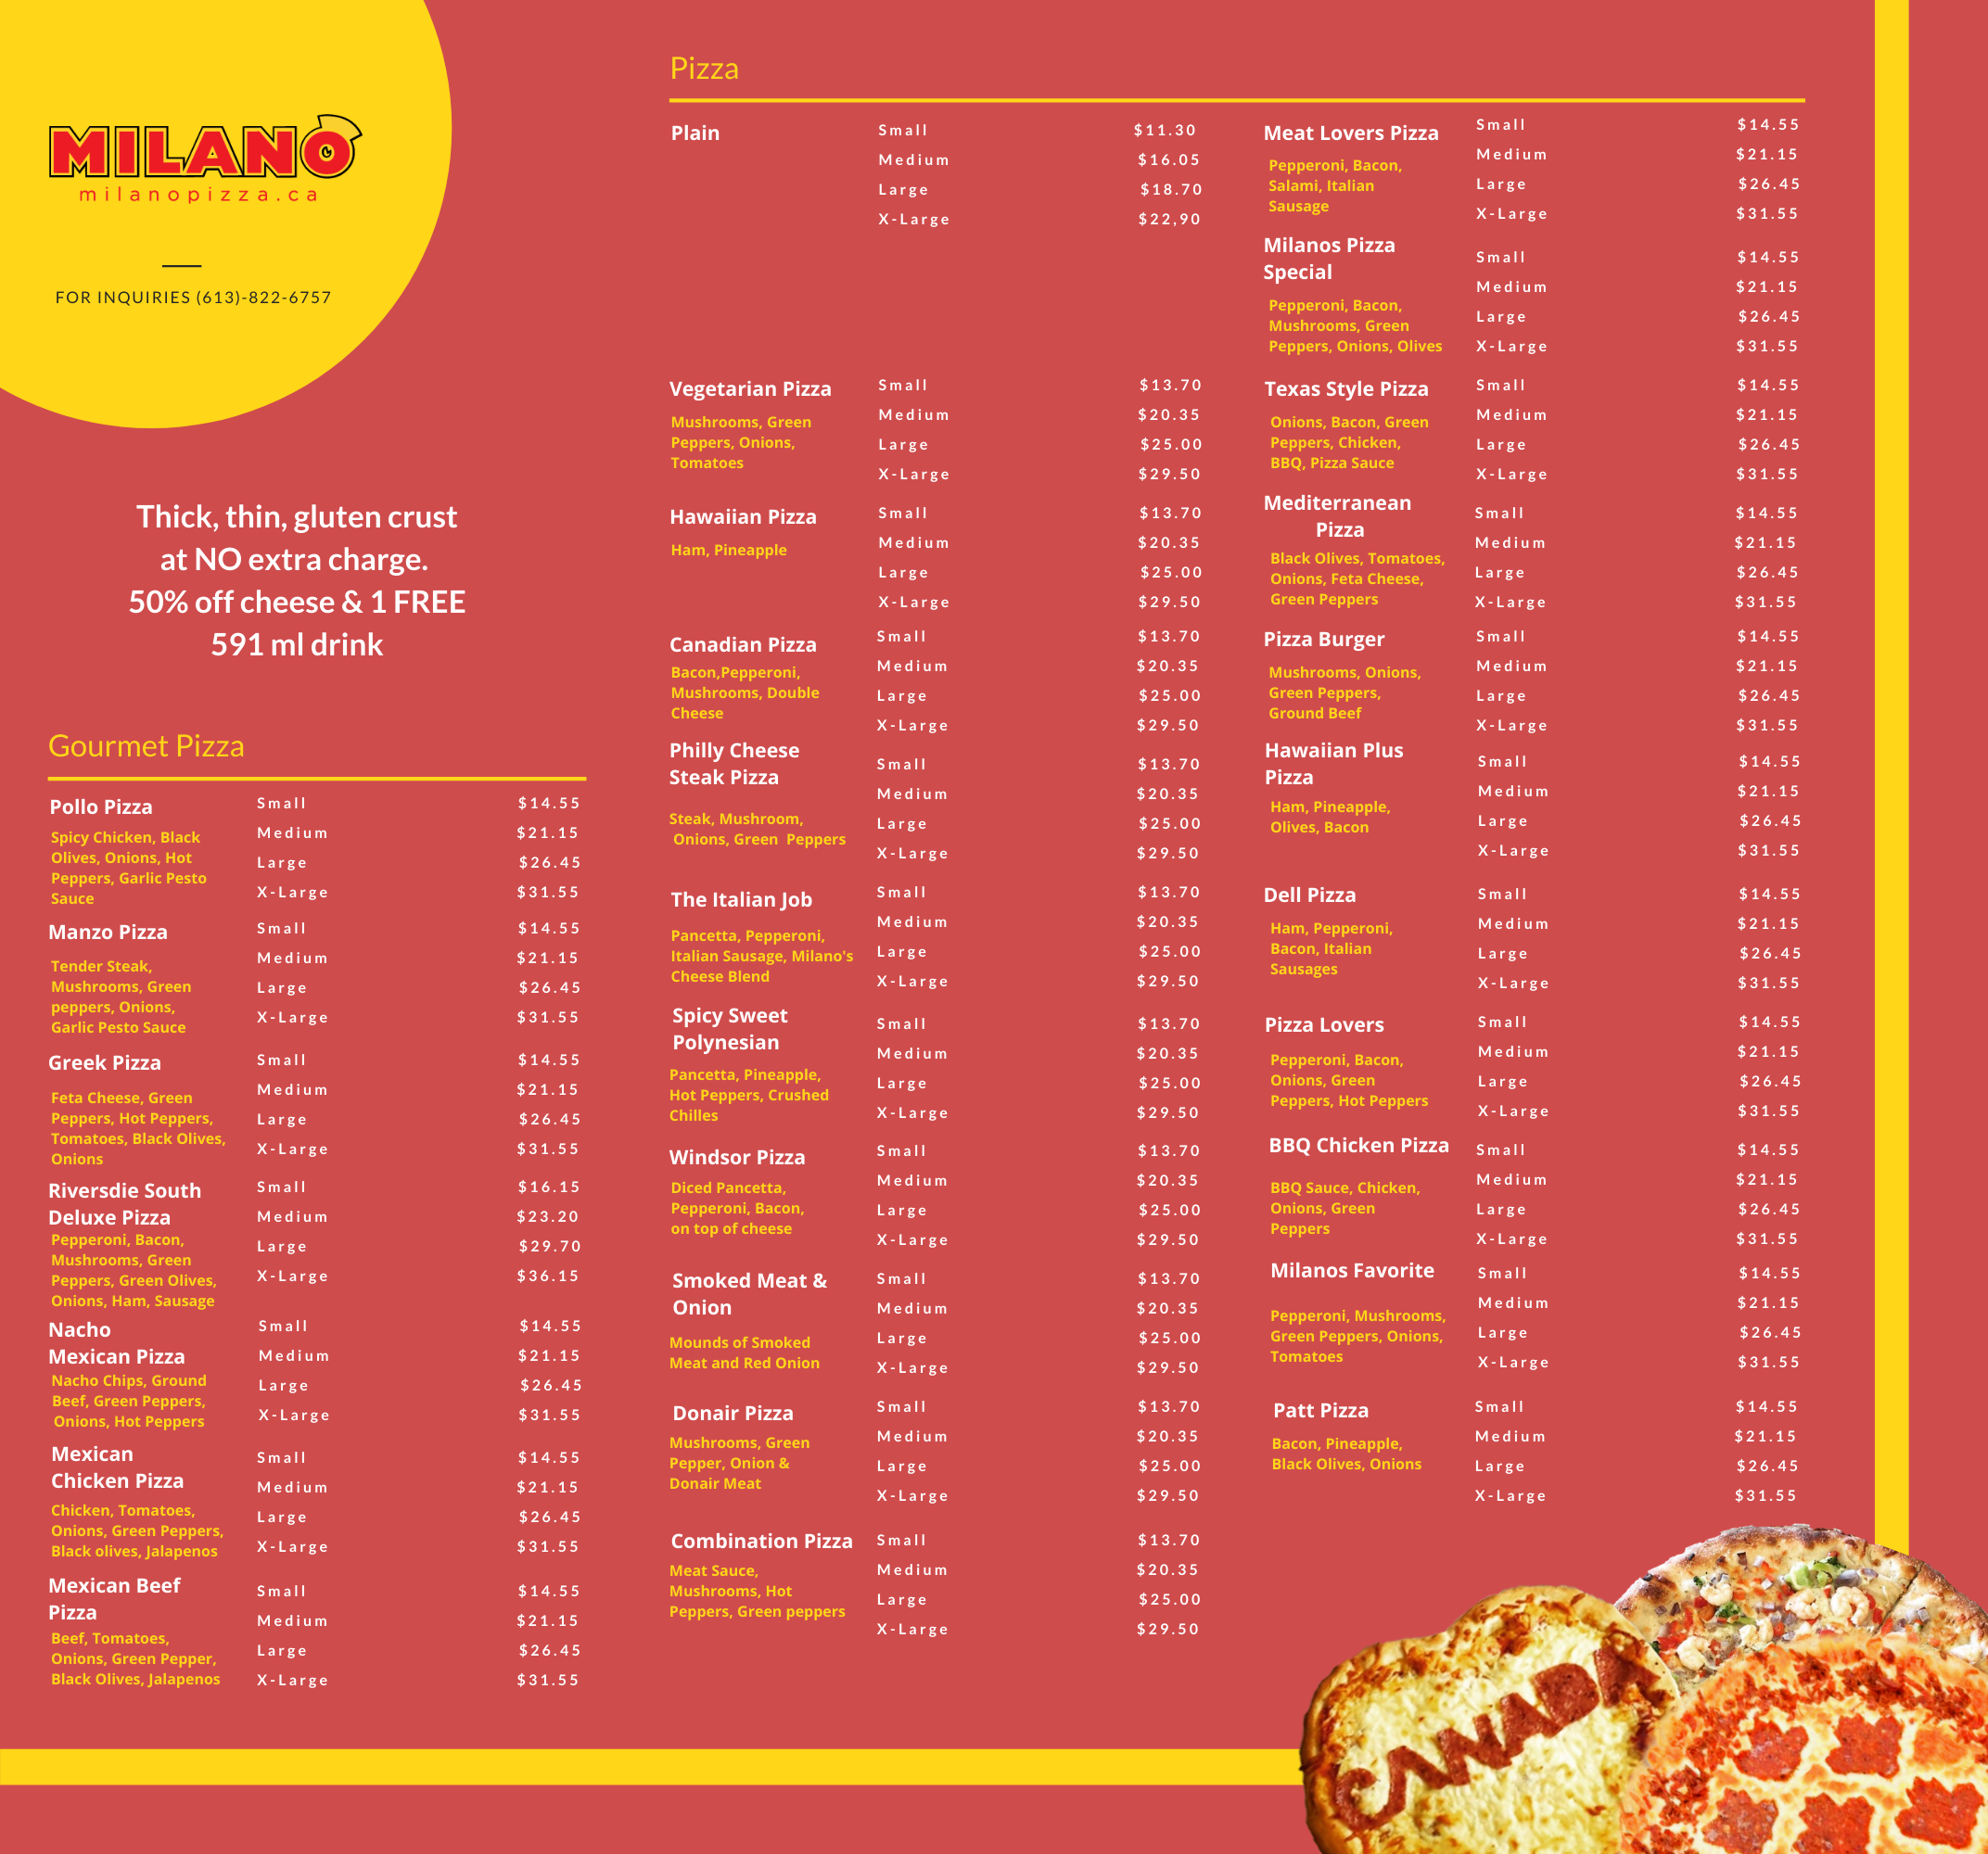 MILANO
milanopizza.ca
FOR INQUIRIES (613)-822-6757
Thick, thin, gluten crust
at NO extra charge.
50% off cheese & 1 FREE
591 ml drink
Gourmet Pizza
Pollo Pizza
Spicy Chicken, Black
Olives, Onions, Hot
Peppers, Garlic Pesto
Sauce
Small $14.55
Medium $21.15
Large $26.45
X-Large $31.55
Manzo Pizza
Tender Steak,
Mushrooms, Green
peppers, Onions,
Garlic Pesto Sauce
Small $14.55
Medium $21.15
Large $26.45
X-Large $31.55
Greek Pizza
Feta Cheese, Green
Peppers, Hot Peppers,
Tomatoes, Black Olives,
Onions
Small $14.55
Medium $21.15
Large $26.45
X-Large $31.55
Riversdie South
Deluxe Pizza
Pepperoni, Bacon,
Mushrooms, Green
Peppers, Green Olives,
Onions, Ham, Sausage
Small $16.15
Medium $23.20
Large $29.70
X-Large $36.15
Nacho
Mexican Pizza
Nacho Chips, Ground
Beef, Green Peppers,
Onions, Hot Peppers
Small $14.55
Medium $21.15
Large $26.45
X-Large $31.55
Mexican
Chicken Pizza
Chicken, Tomatoes,
Onions, Green Peppers,
Black olives, Jalapenos
Small $14.55
Medium $21.15
Large $26.45
X-Large $31.55
Mexican Beef
Pizza
Beef, Tomatoes,
Onions, Green Pepper,
Black Olives, Jalapenos
Small $14.55
Medium $21.15
Large $26.45
X-Large $31.55
Pizza
Plain
Small $11.30
Medium $16.05
Large $18.70
X-Large $22,90
Vegetarian Pizza
Mushrooms, Green
Peppers, Onions,
Tomatoes
Small $13.70
Medium $20.35
Large $25.00
X-Large $29.50
Hawaiian Pizza
Ham, Pineapple
Small $13.70
Medium $20.35
Large $25.00
X-Large $29.50
Canadian Pizza
Bacon,Pepperoni,
Mushrooms, Double
Cheese
Small $13.70
Medium $20.35
Large $25.00
X-Large $29.50
Philly Cheese
Steak Pizza
Steak, Mushroom,
Onions, Green Peppers
Small $13.70
Medium $20.35
Large $25.00
X-Large $29.50
The Italian Job
Pancetta, Pepperoni,
Italian Sausage, Milano's
Cheese Blend
Small $13.70
Medium $20.35
Large $25.00
X-Large $29.50
Spicy Sweet
Polynesian
Pancetta, Pineapple,
Hot Peppers, Crushed
Chilles
Small $13.70
Medium $20.35
Large $25.00
X-Large $29.50
Windsor Pizza
Diced Pancetta,
Pepperoni, Bacon,
on top of cheese
Small $13.70
Medium $20.35
Large $25.00
X-Large $29.50
Smoked Meat &
Onion
Mounds of Smoked
Meat and Red Onion
Small $13.70
Medium $20.35
Large $25.00
X-Large $29.50
Donair Pizza
Mushrooms, Green
Pepper, Onion &
Donair Meat
Small $13.70
Medium $20.35
Large $25.00
X-Large $29.50
Combination Pizza
Meat Sauce,
Mushrooms, Hot
Peppers, Green peppers
Small $13.70
Medium $20.35
Large $25.00
X-Large $29.50
Meat Lovers Pizza
Pepperoni, Bacon,
Salami, Italian
Sausage
Small $14.55
Medium $21.15
Large $26.45
X-Large $31.55
Milanos Pizza
Special
Pepperoni, Bacon,
Mushrooms, Green
Peppers, Onions, Olives
Small $14.55
Medium $21.15
Large $26.45
X-Large $31.55
Texas Style Pizza
Onions, Bacon, Green
Peppers, Chicken,
BBQ, Pizza Sauce
Small $14.55
Medium $21.15
Large $26.45
X-Large $31.55
Mediterranean
Pizza
Black Olives, Tomatoes,
Onions, Feta Cheese,
Green Peppers
Small $14.55
Medium $21.15
Large $26.45
X-Large $31.55
Pizza Burger
Mushrooms, Onions,
Green Peppers,
Ground Beef
Small $14.55
Medium $21.15
Large $26.45
X-Large $31.55
Hawaiian Plus
Pizza
Ham, Pineapple,
Olives, Bacon
Small $14.55
Medium $21.15
Large $26.45
X-Large $31.55
Dell Pizza
Ham, Pepperoni,
Bacon, Italian
Sausages
Small $14.55
Medium $21.15
Large $26.45
X-Large $31.55
Pizza Lovers
Pepperoni, Bacon,
Onions, Green
Peppers, Hot Peppers
Small $14.55
Medium $21.15
Large $26.45
X-Large $31.55
BBQ Chicken Pizza
BBQ Sauce, Chicken,
Onions, Green
Peppers
Small $14.55
Medium $21.15
Large $26.45
X-Large $31.55
Milanos Favorite
Pepperoni, Mushrooms,
Green Peppers, Onions,
Tomatoes
Small $14.55
Medium $21.15
Large $26.45
X-Large $31.55
Patt Pizza
Bacon, Pineapple,
Black Olives, Onions
Small $14.55
Medium $21.15
Large $26.45
X-Large $31.55
CANADA